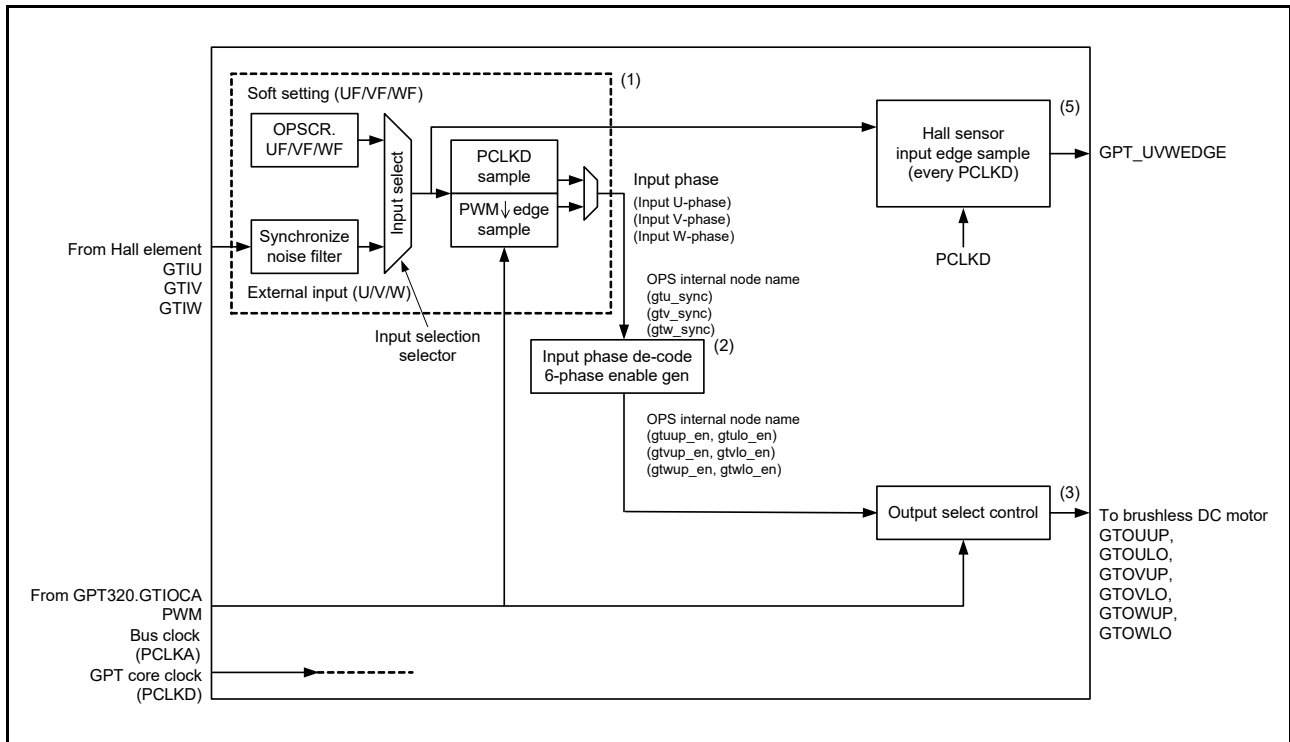 (1)
Soft setting (UF/VF/WF)
OPSCR.
UF/VF/WF
Input select
Synchronize
noise filter
External input (U/V/W)
PCLKD
sample
PWM↓edge
sample
Input selection
selector
From Hall element
GTIU
GTIV
GTIW
Input phase
(Input U-phase)
(Input V-phase)
(Input W-phase)
OPS internal node name
(gtu_sync)
(gtv_sync)
(gtw_sync)
(2)
Input phase de-code
6-phase enable gen
OPS internal node name
(gtuup_en, gtulo_en)
(gtvup_en, gtvlo_en)
(gtwup_en, gtwlo_en)
(5)
Hall sensor
input edge sample
(every PCLKD)
GPT_UVWEDGE
PCLKD
(3)
Output select control
To brushless DC motor
GTOUUP,
GTOULO,
GTOVUP,
GTOVLO,
GTOWUP,
GTOWLO
From GPT320.GTIOCA
PWM
Bus clock
(PCLKA)
GPT core clock
(PCLKD)